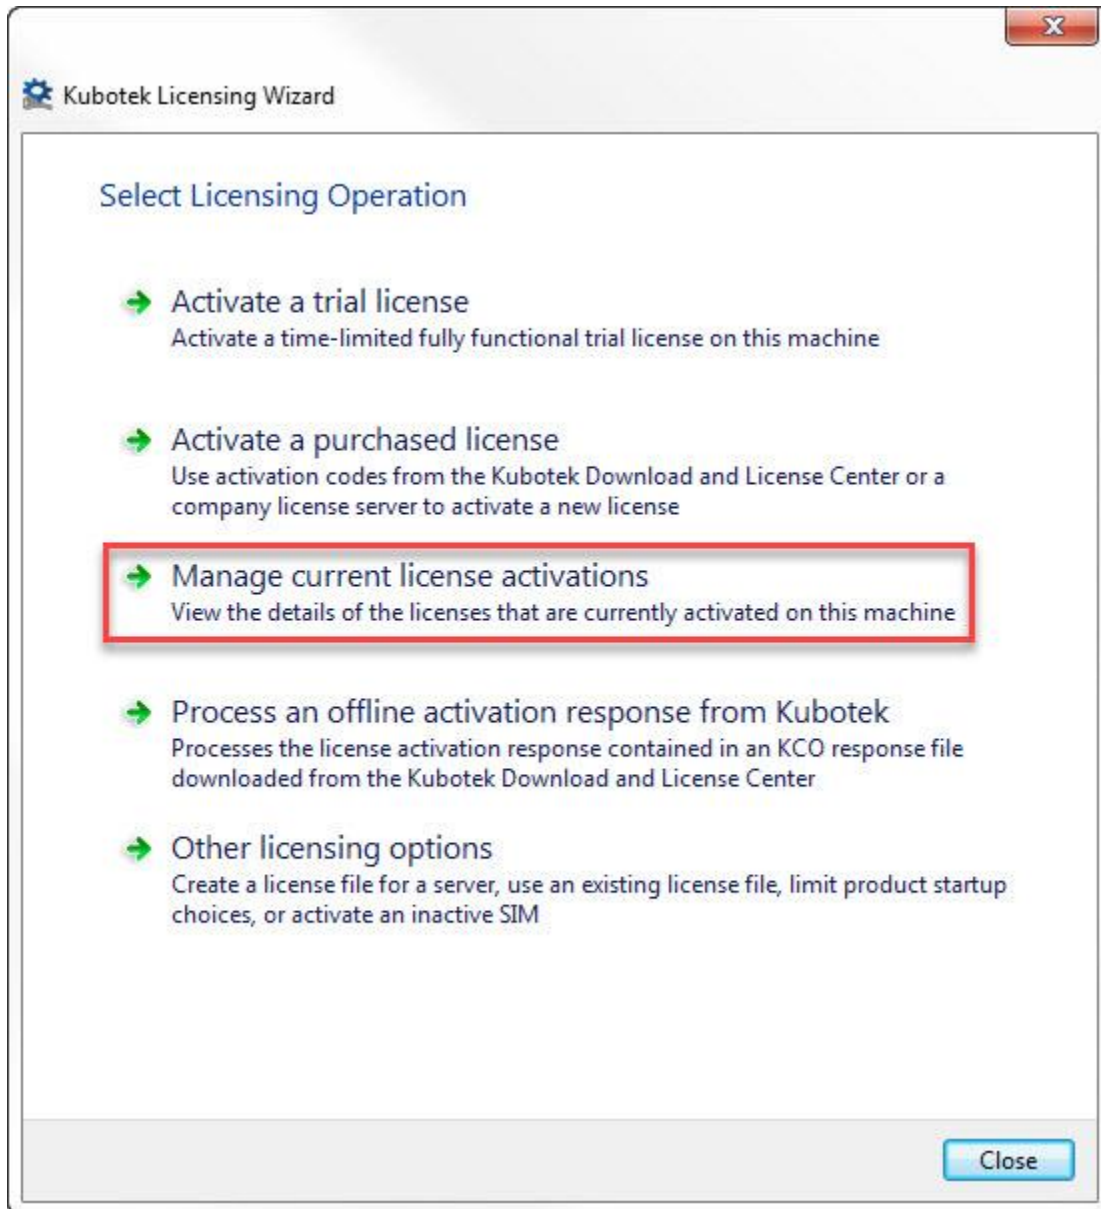 Kubotek Licensing Wizard
Select Licensing Operation
Activate a trial license
Activate a time-limited fully functional trial license on this machine
Activate a purchased license
Use activation codes from the Kubotek Download and License Center or a
company license server to activate a new license
Manage current license activations
View the details of the licenses that are currently activated on this machine
Process an offline activation response from Kubotek
Processes the license activation response contained in an KCO response file
downloaded from the Kubotek Download and License Center
Other licensing options
Create a license file for a server, use an existing license file, limit product startup
choices, or activate an inactive SIM
Close